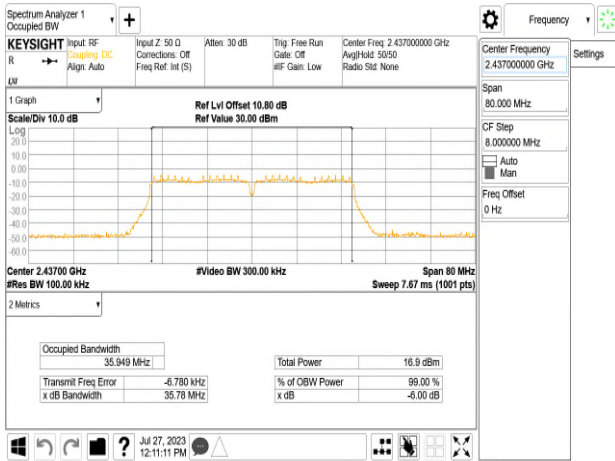 Spectrum Analyzer 1
Occupied BW
KEYSIGHT
R
Input: RF
Coupling: DC
Align: Auto
Input Z: 50 Ω
Corrections: Off
Freq Ref: Int (S)
Atten: 30 dB
Trig: Free Run
Gate: Off
#IF Gain: Low
Center Freq: 2.437000000 GHz
Avg|Hold: 50/50
Radio Std: None
1 Graph
Scale/Div 10.0 dB
Ref Lvl Offset 10.80 dB
Ref Value 30.00 dBm
Log
20.0
10.0
0.00
-10.0
-20.0
-30.0
-40.0
-50.0
-60.0
Center 2.43700 GHz
#Res BW 100.00 kHz
#Video BW 300.00 kHz
Span 80 MHz
Sweep 7.67 ms (1001 pts)
2 Metrics
Occupied Bandwidth
35.949 MHz
Transmit Freq Error -6.780 kHz
x dB Bandwidth 35.78 MHz
Total Power 16.9 dBm
% of OBW Power 99.00 %
x dB -6.00 dB
Jul 27, 2023
12:11:11 PM
Frequency
Settings
Center Frequency
2.437000000 GHz
Span
80.000 MHz
CF Step
8.000000 MHz
Auto
Man
Freq Offset
0 Hz